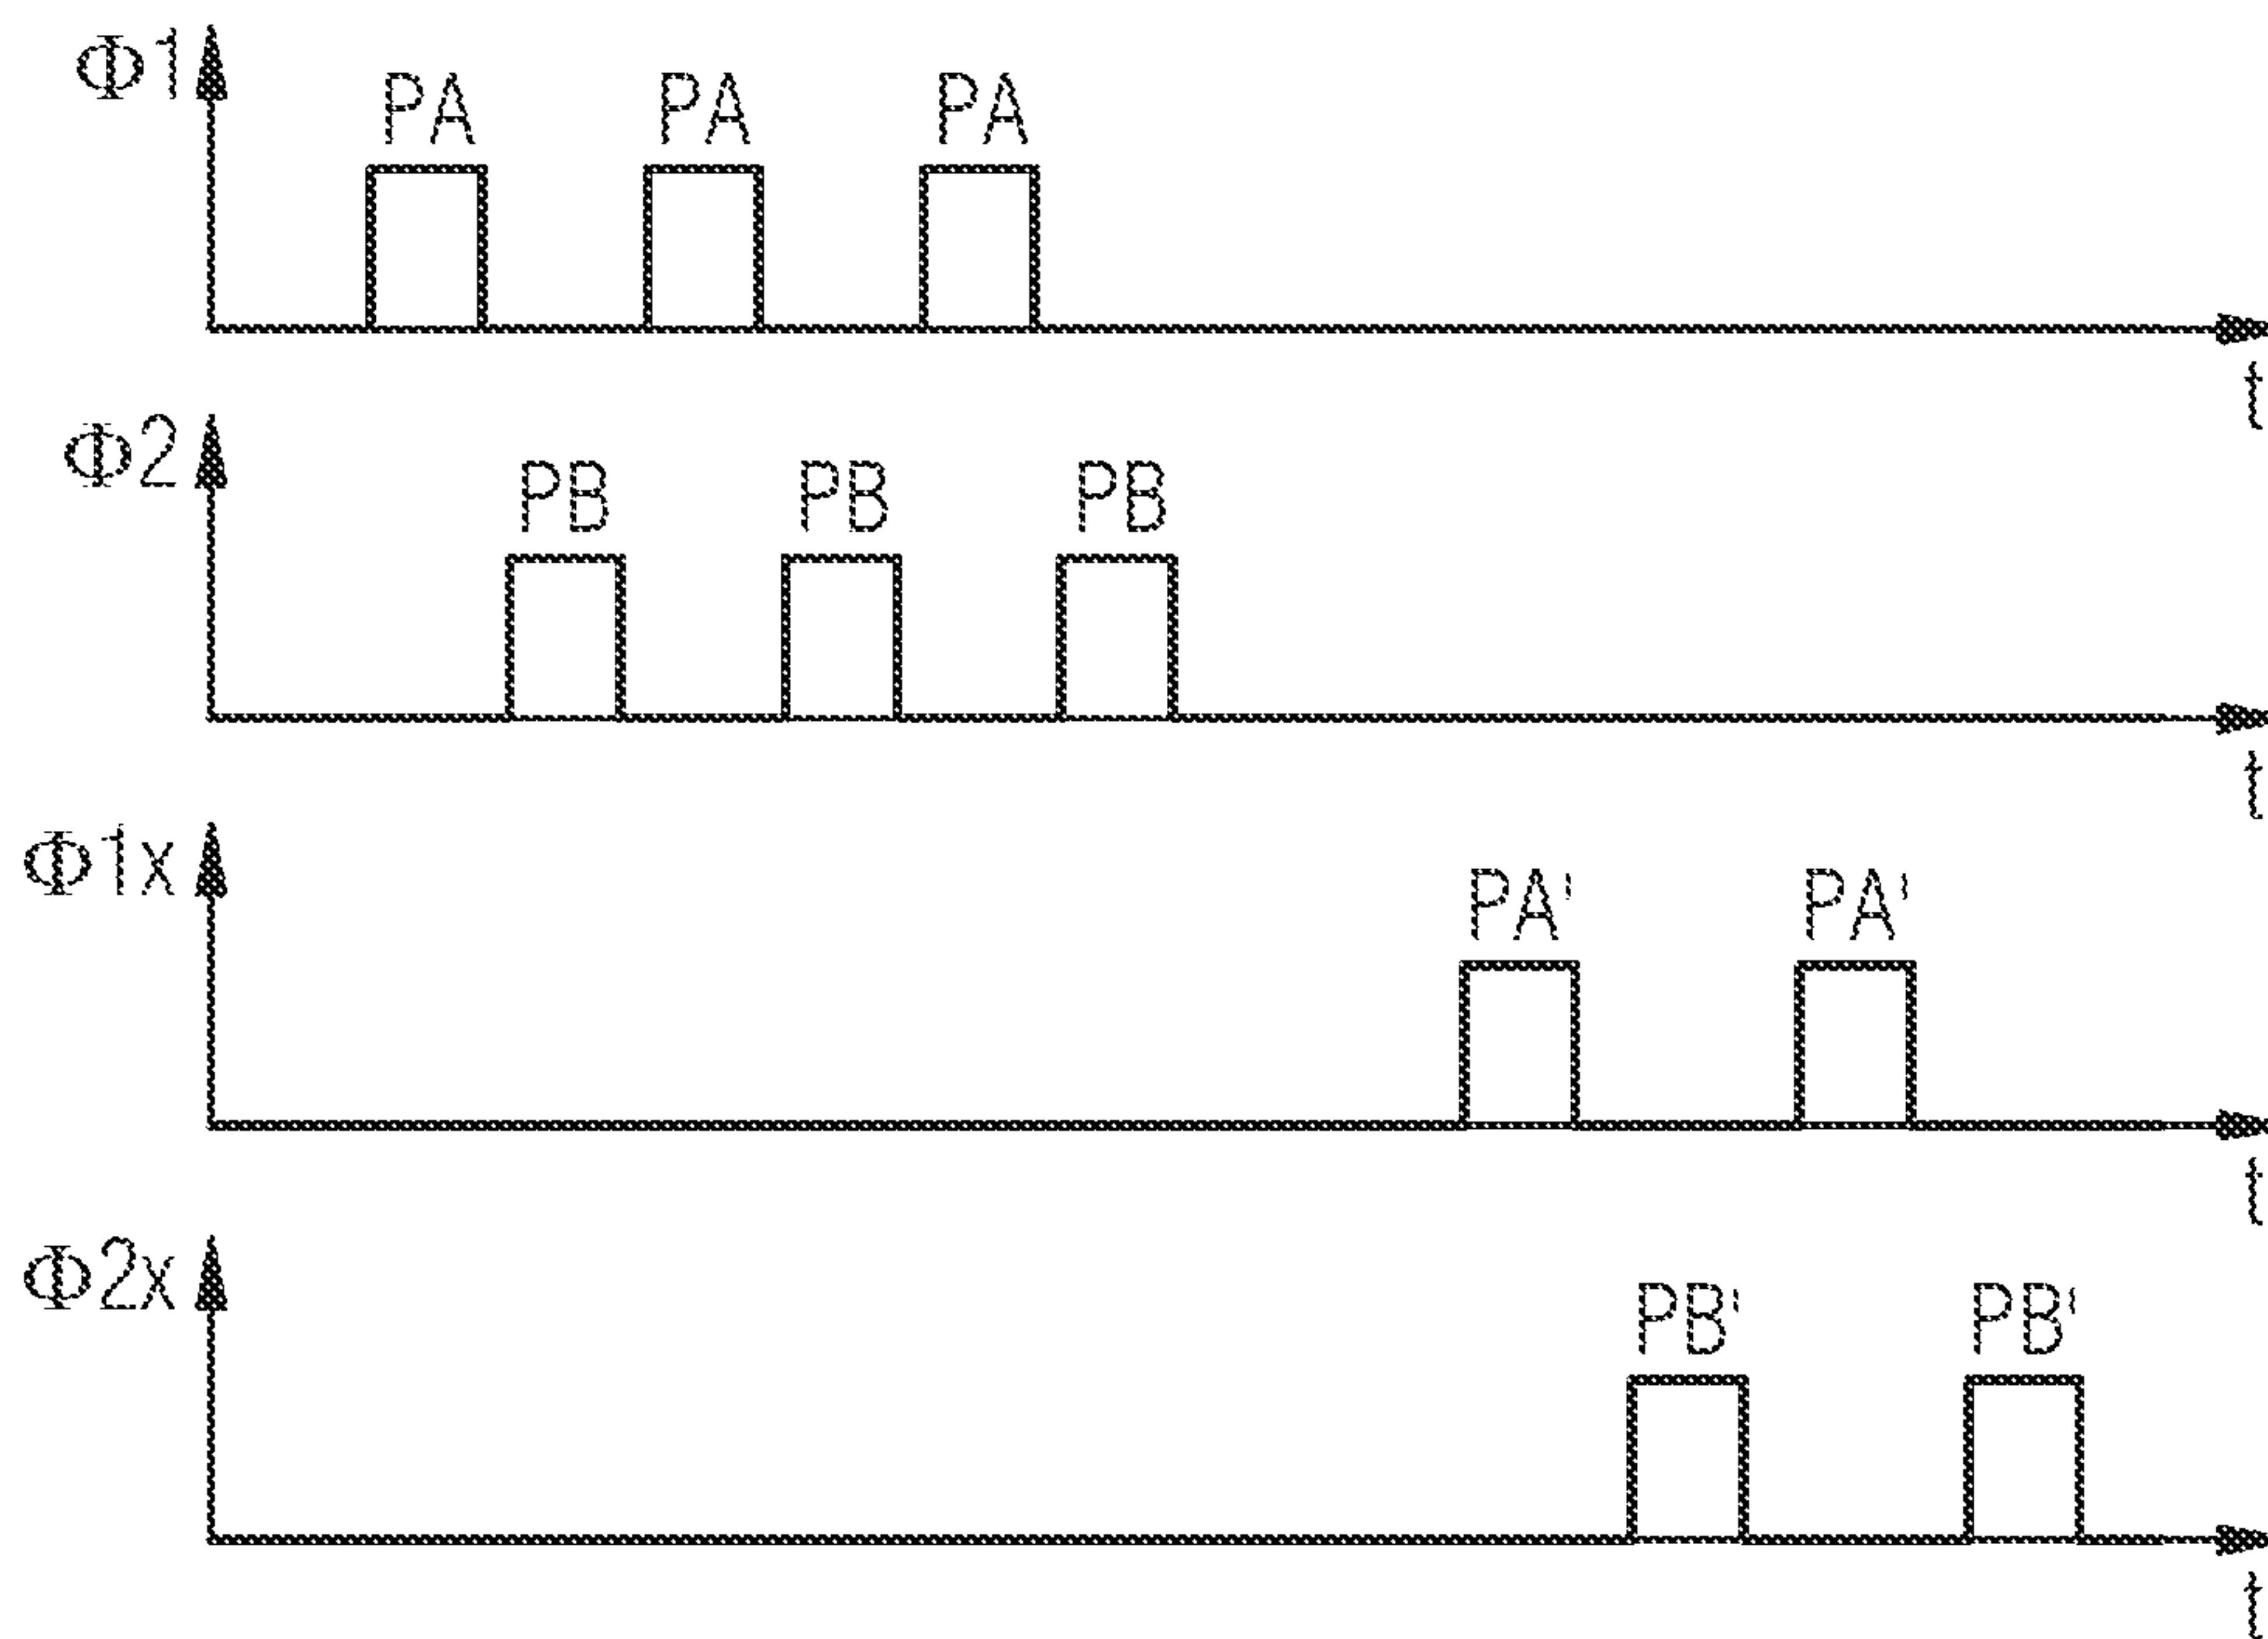 Φ1
PA PA PA
t
Φ2
PB PB PB
t
Φ1x
PA' PA'
t
Φ2x
PB' PB'
t